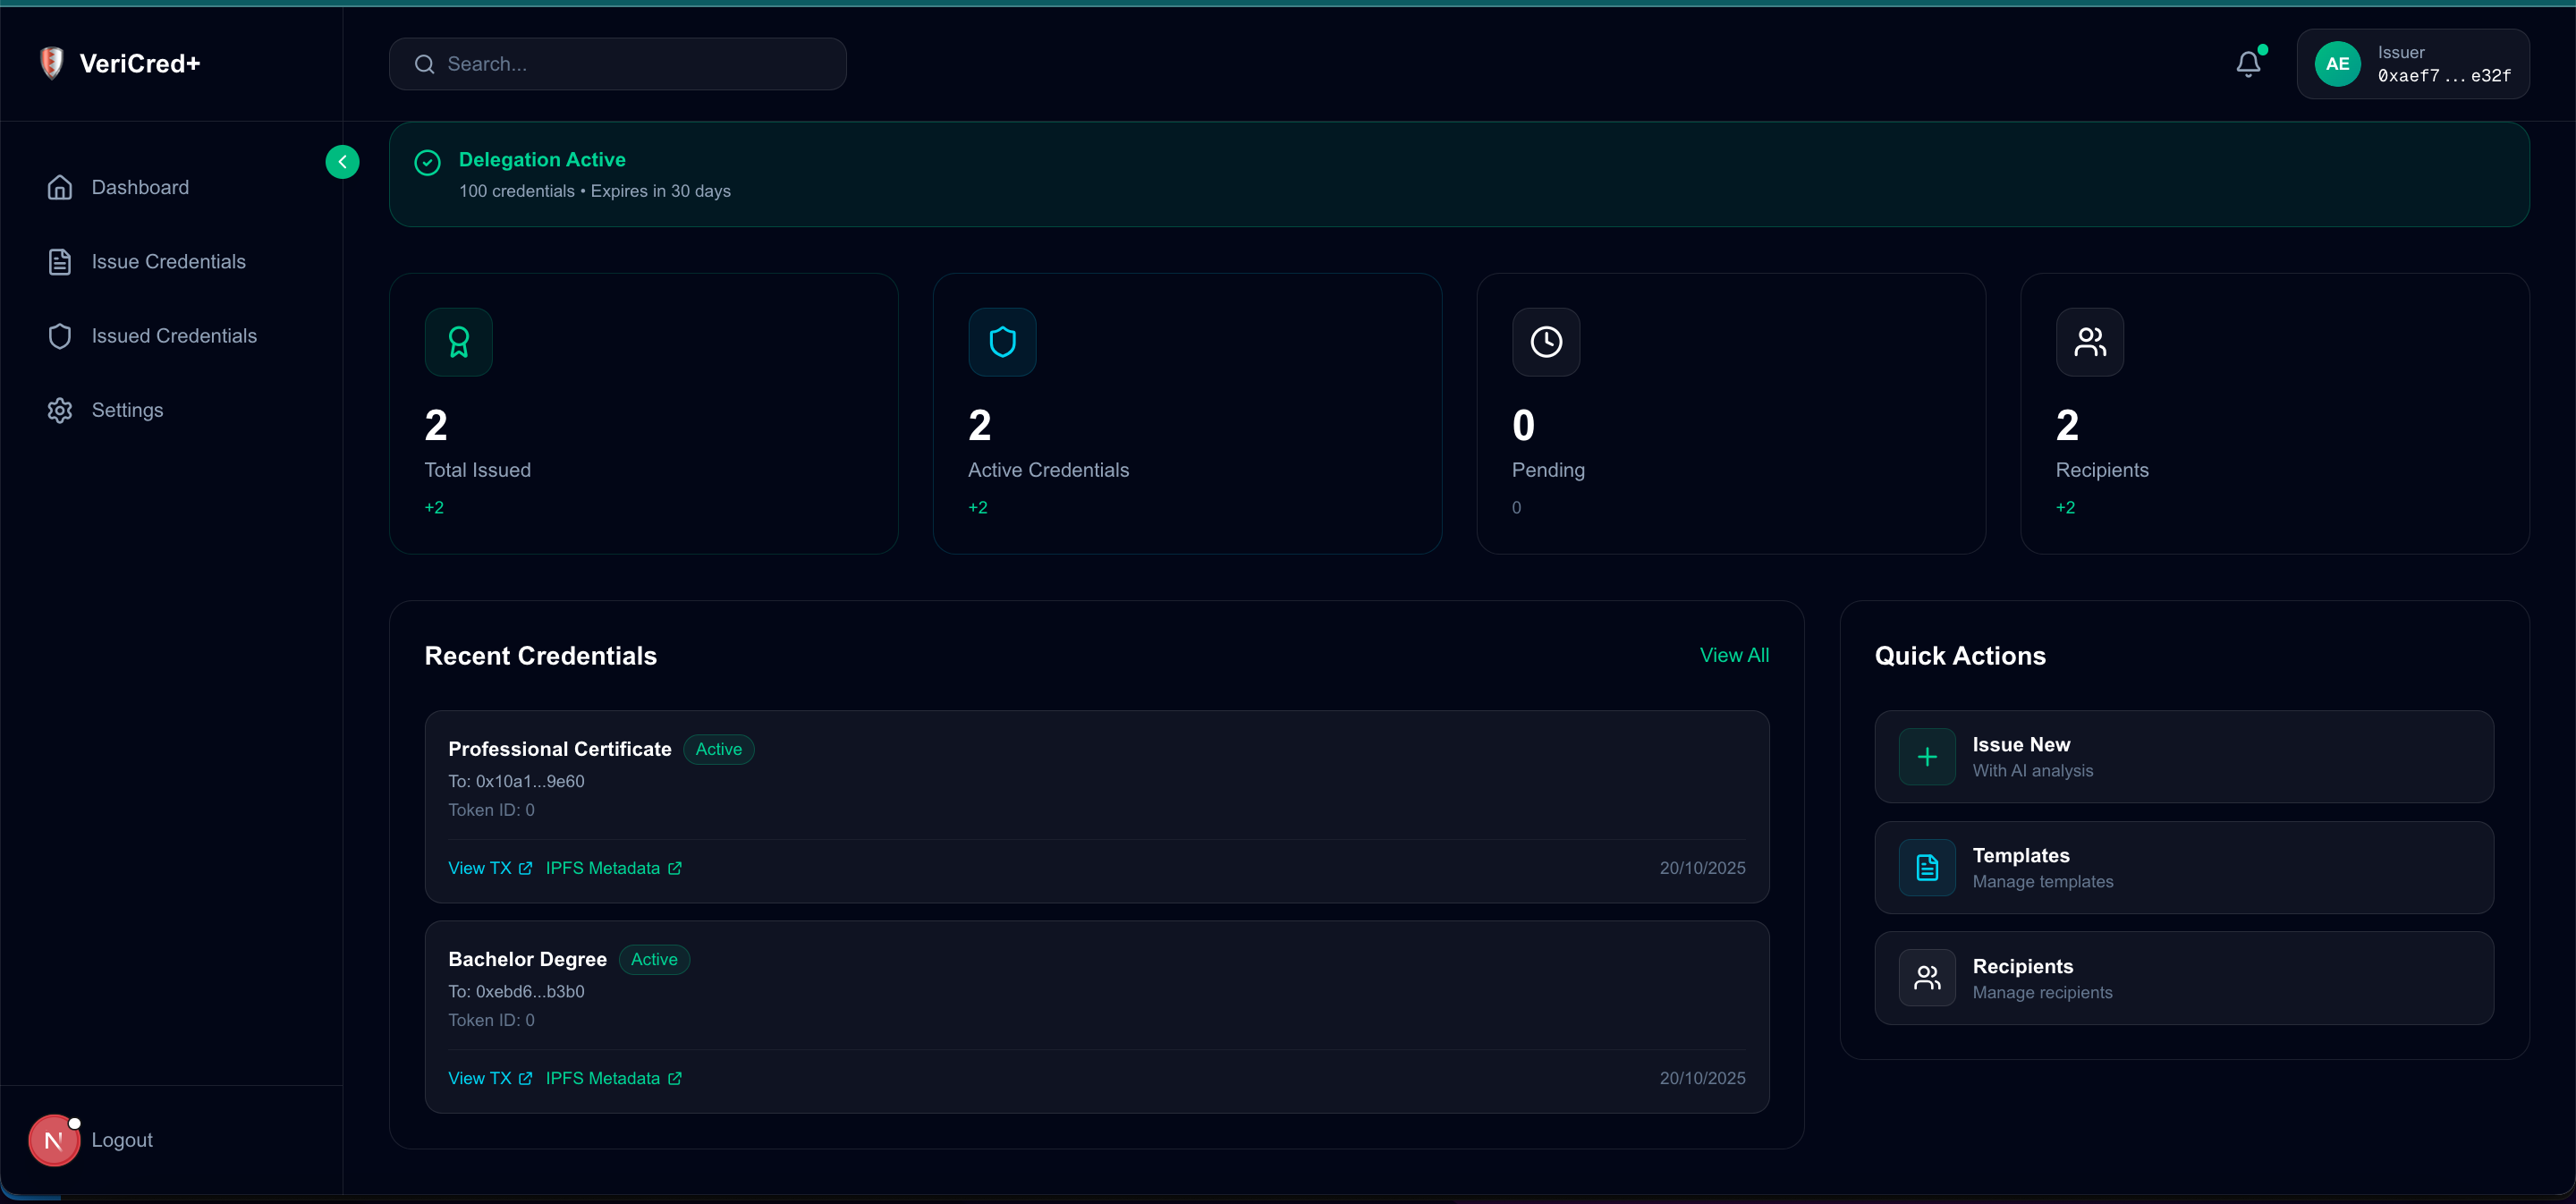 VeriCred+
Search...
AE
Issuer
0xaef7...e32f
Dashboard
Issue Credentials
Issued Credentials
Settings
N
Logout
Delegation Active
100 credentials • Expires in 30 days
2
Total Issued
+2
2
Active Credentials
+2
0
Pending
0
2
Recipients
+2
Recent Credentials
View All
Professional Certificate
Active
To: 0x10a1...9e60
Token ID: 0
View TX
IPFS Metadata
20/10/2025
Bachelor Degree
Active
To: 0xebd6...b3b0
Token ID: 0
View TX
IPFS Metadata
20/10/2025
Quick Actions
Issue New
With AI analysis
Templates
Manage templates
Recipients
Manage recipients